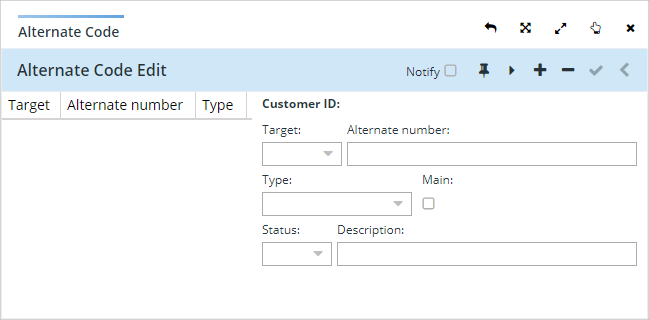 Alternate Code
Alternate Code Edit
Notify
Target Alternate number Type
Customer ID:
Target: Alternate number:
Type: Main:
Status: Description: